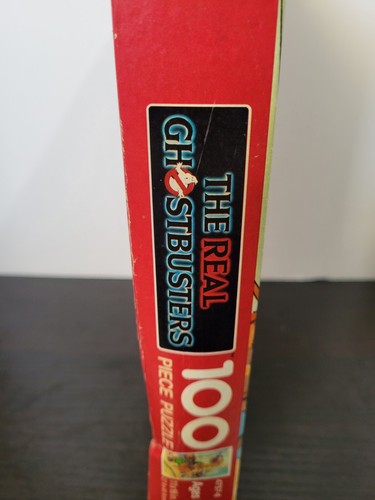 THE REAL
GHOSTBUSTERS
100
PIECE PUZZLE